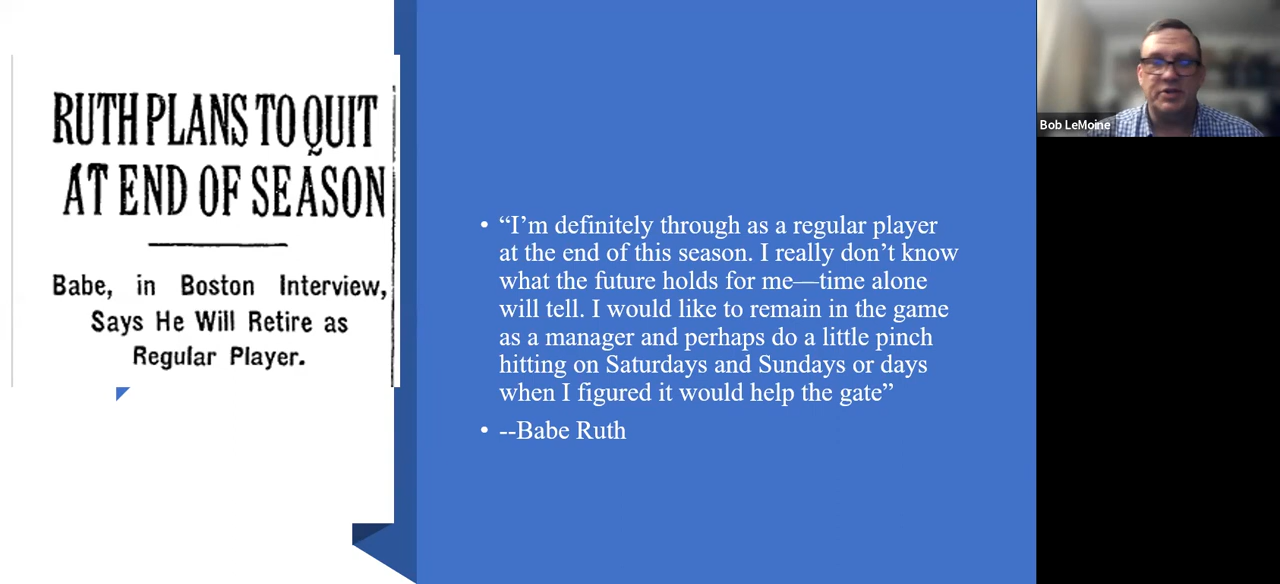 RUTH PLANS TO QUIT
AT END OF SEASON
Babe, in Boston Interview,
Says He Will Retire as
Regular Player.
• “I’m definitely through as a regular player
at the end of this season. I really don’t know
what the future holds for me—time alone
will tell. I would like to remain in the game
as a manager and perhaps do a little pinch
hitting on Saturdays and Sundays or days
when I figured it would help the gate”
• --Babe Ruth
Bob LeMoine